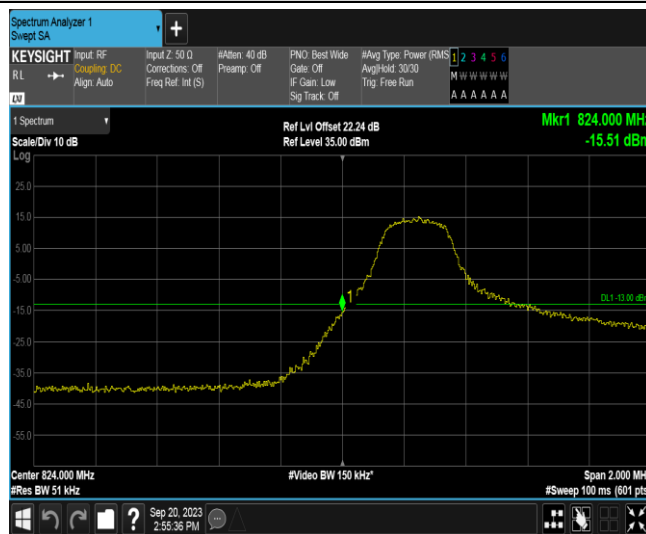 Spectrum Analyzer 1
Swept SA
+
KEYSIGHT
RL
LXI
Input: RF
Coupling: DC
Align: Auto
Input Z: 50 Ω
Corrections: Off
Freq Ref: Int (S)
#Atten: 40 dB
Preamp: Off
PNO: Best Wide
Gate: Off
IF Gain: Low
Sig Track: Off
#Avg Type: Power (RMS
Avg|Hold: 30/30
Trig: Free Run
1 2 3 4 5 6
M W W W W W
A A A A A A
1 Spectrum
Scale/Div 10 dB
Log
Ref Lvl Offset 22.24 dB
Ref Level 35.00 dBm
Mkr1 824.000 MHz
-15.51 dBm
25.0
15.0
5.00
-5.00
-15.0
-25.0
-35.0
-45.0
-55.0
1
DL1 -13.00 dBm
Center 824.000 MHz
#Res BW 51 kHz
#Video BW 150 kHz*
Span 2.000 MHz
#Sweep 100 ms (601 pts)
?
Sep 20, 2023
2:55:36 PM